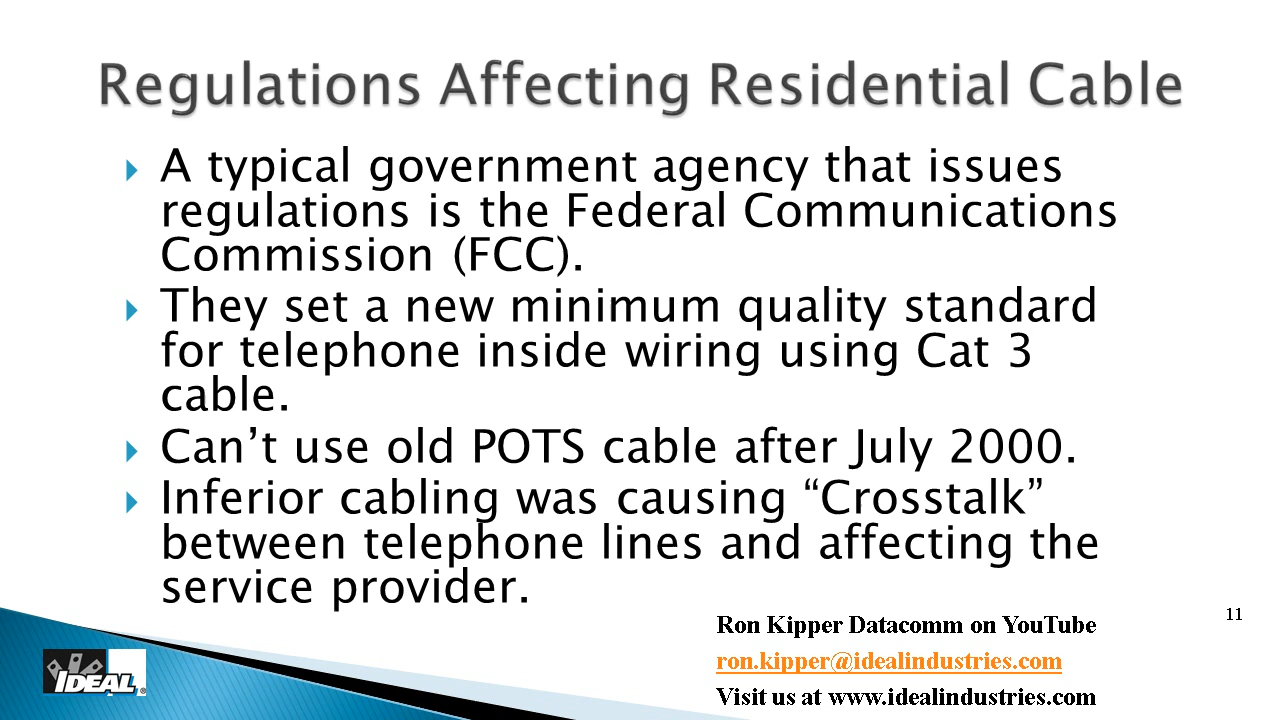 Regulations Affecting Residential Cable
A typical government agency that issues
regulations is the Federal Communications
Commission (FCC).
They set a new minimum quality standard
for telephone inside wiring using Cat 3
cable.
Can’t use old POTS cable after July 2000.
Inferior cabling was causing “Crosstalk”
between telephone lines and affecting the
service provider.
11
Ron Kipper Datacomm on YouTube
ron.kipper@idealindustries.com
Visit us at www.idealindustries.com
IDEAL®